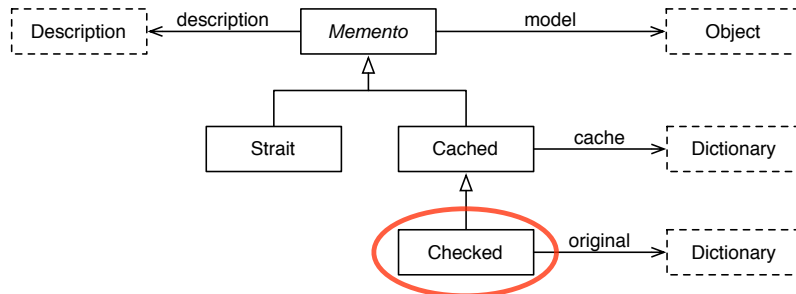 Description
description
Memento
model
Object
Strait
Cached
cache
Dictionary
Checked
original
Dictionary